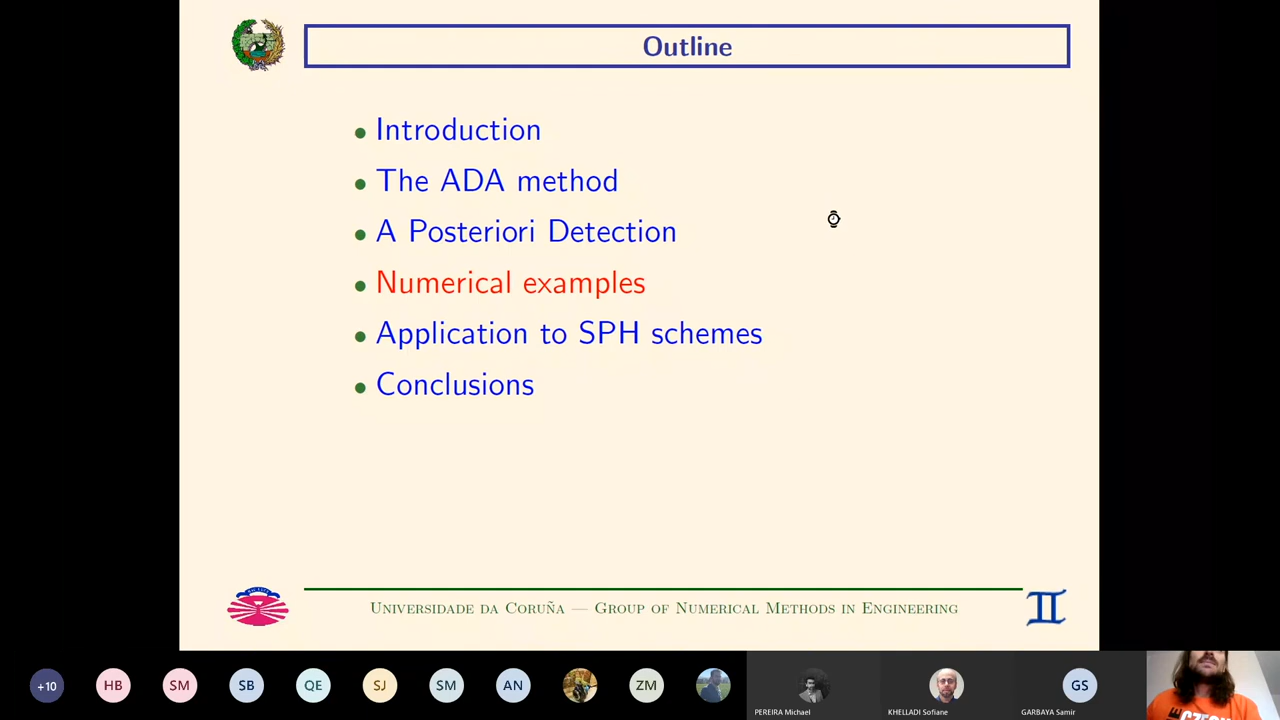 Outline
• Introduction
• The ADA method
• A Posteriori Detection
• Numerical examples
• Application to SPH schemes
• Conclusions
Universidade da Coruña — Group of Numerical Methods in Engineering
+10 HB SM SB QE SJ SM AN ZM GS
PEREIRA Michael KHELLADI Sofiane GARBAYA Samir